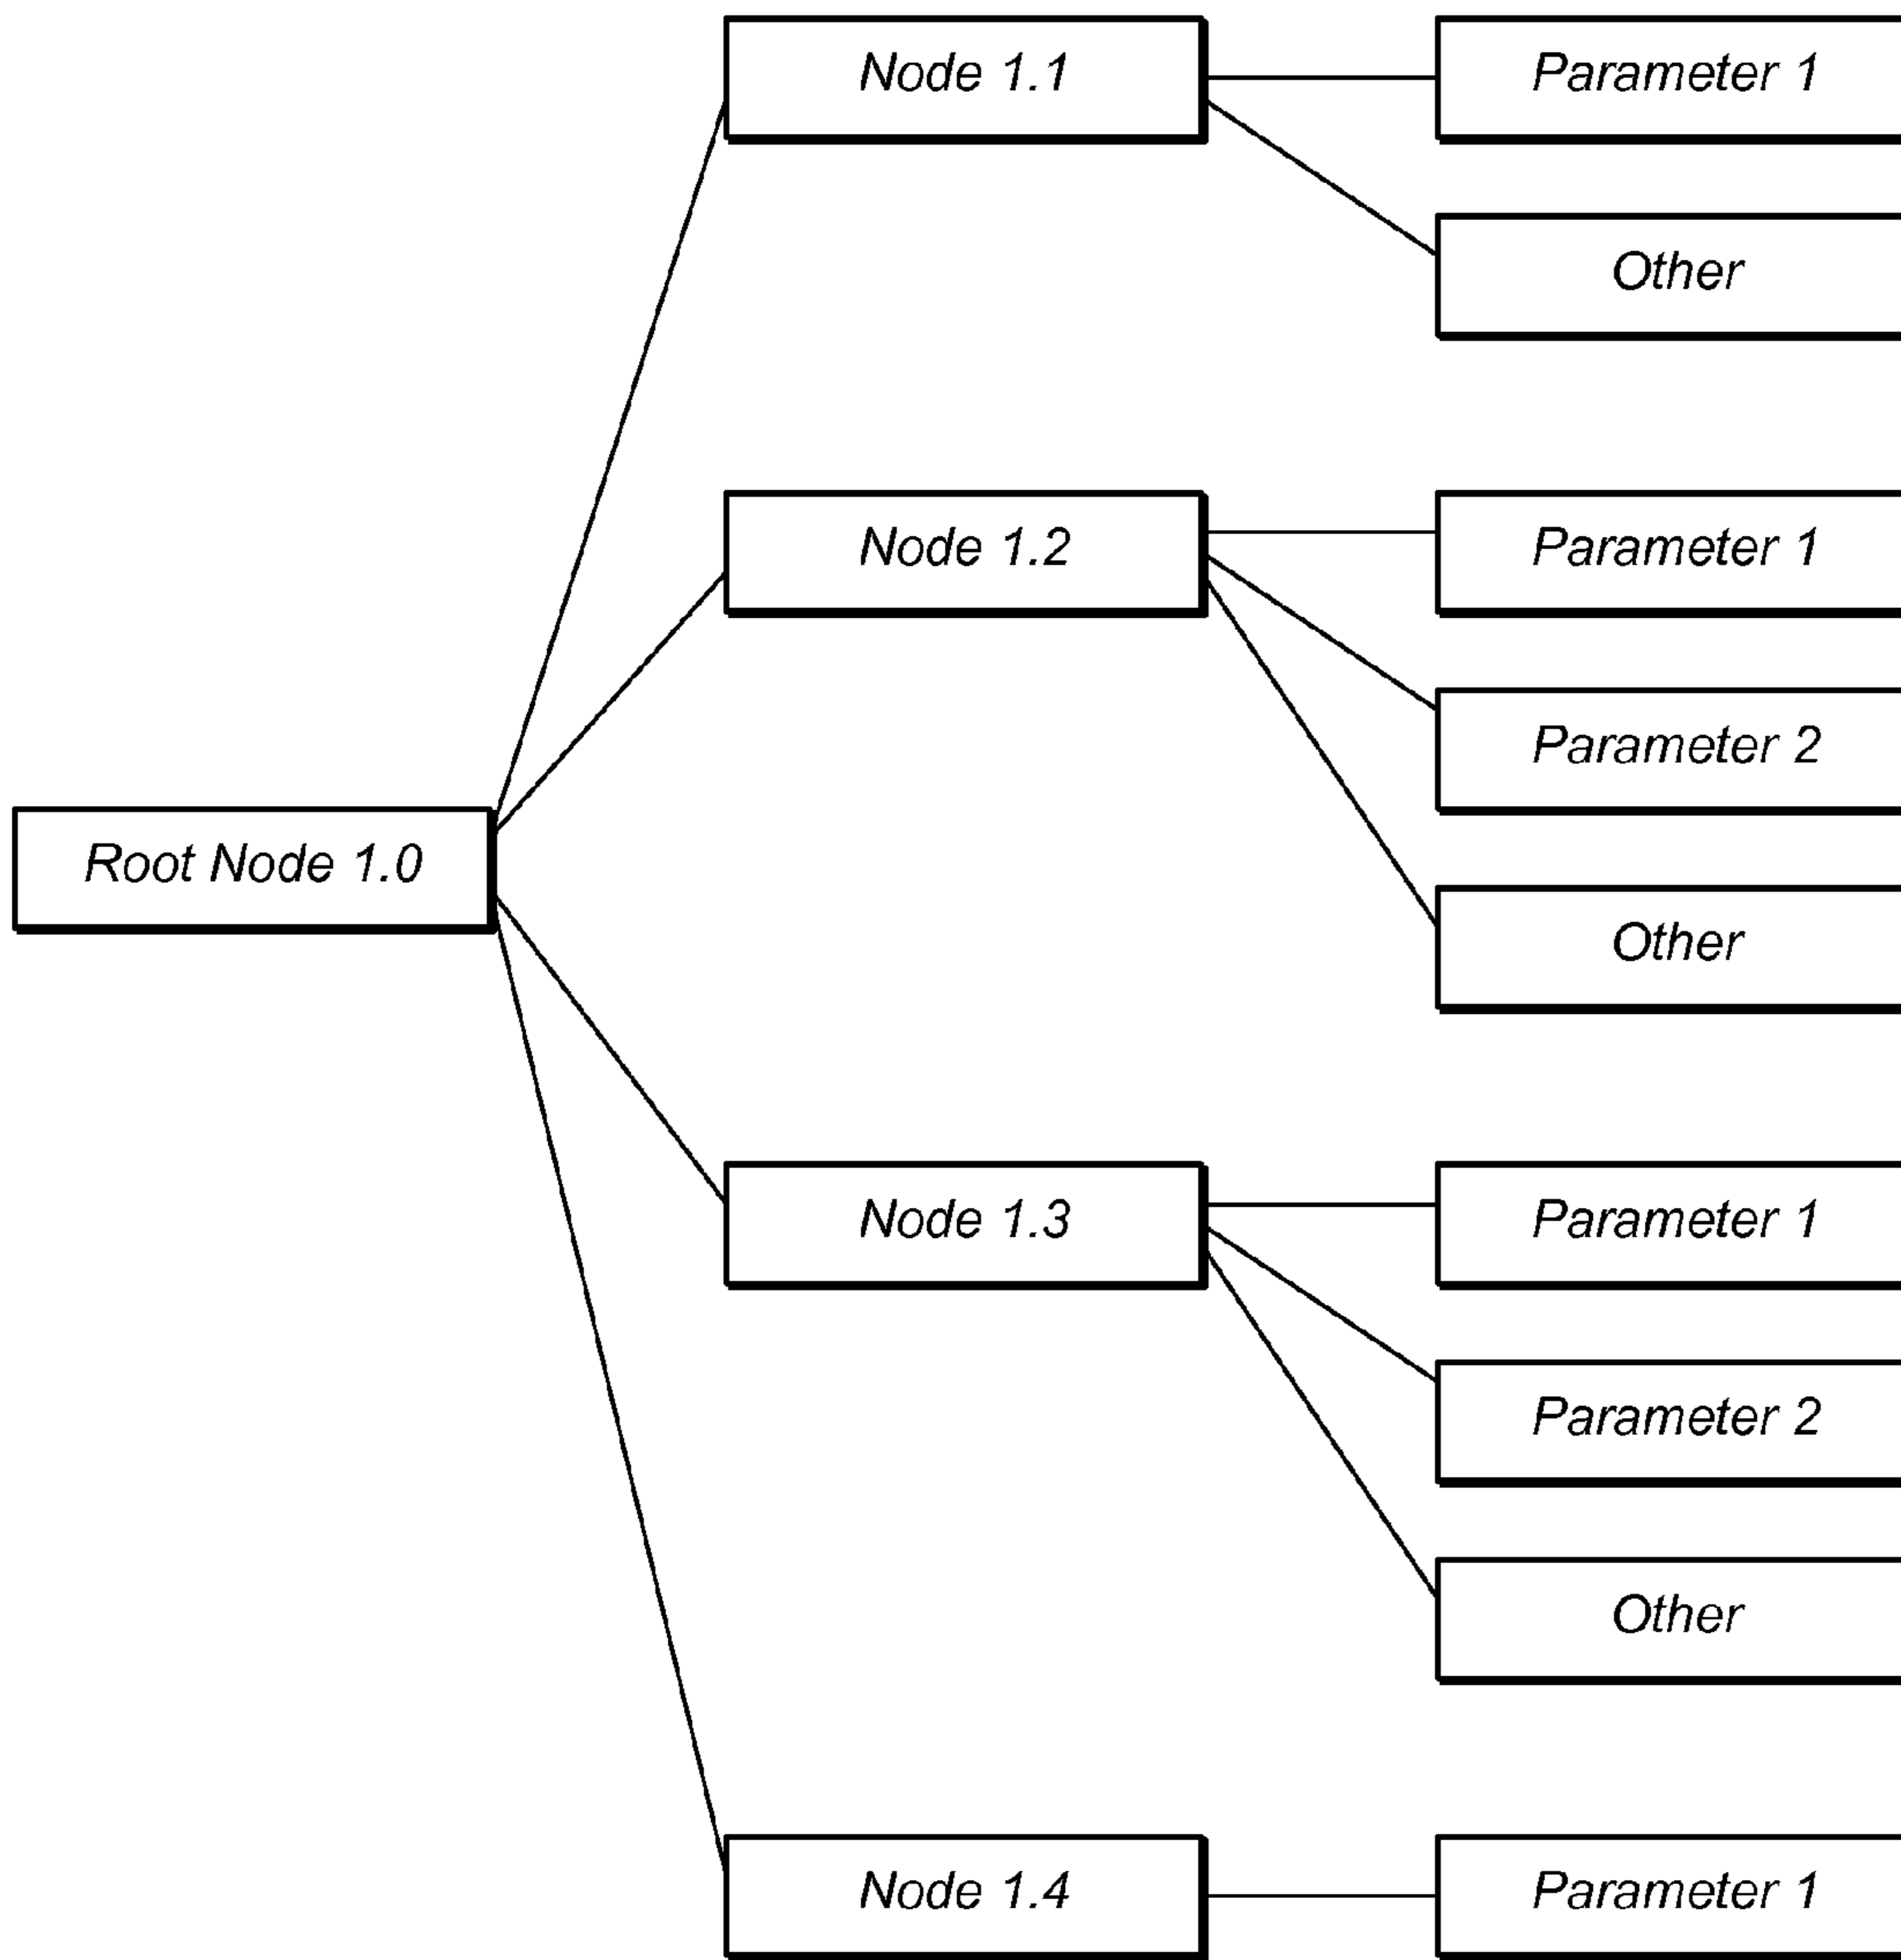 Node 1.1
Parameter 1
Other
Node 1.2
Parameter 1
Parameter 2
Root Node 1.0
Other
Node 1.3
Parameter 1
Parameter 2
Other
Node 1.4
Parameter 1